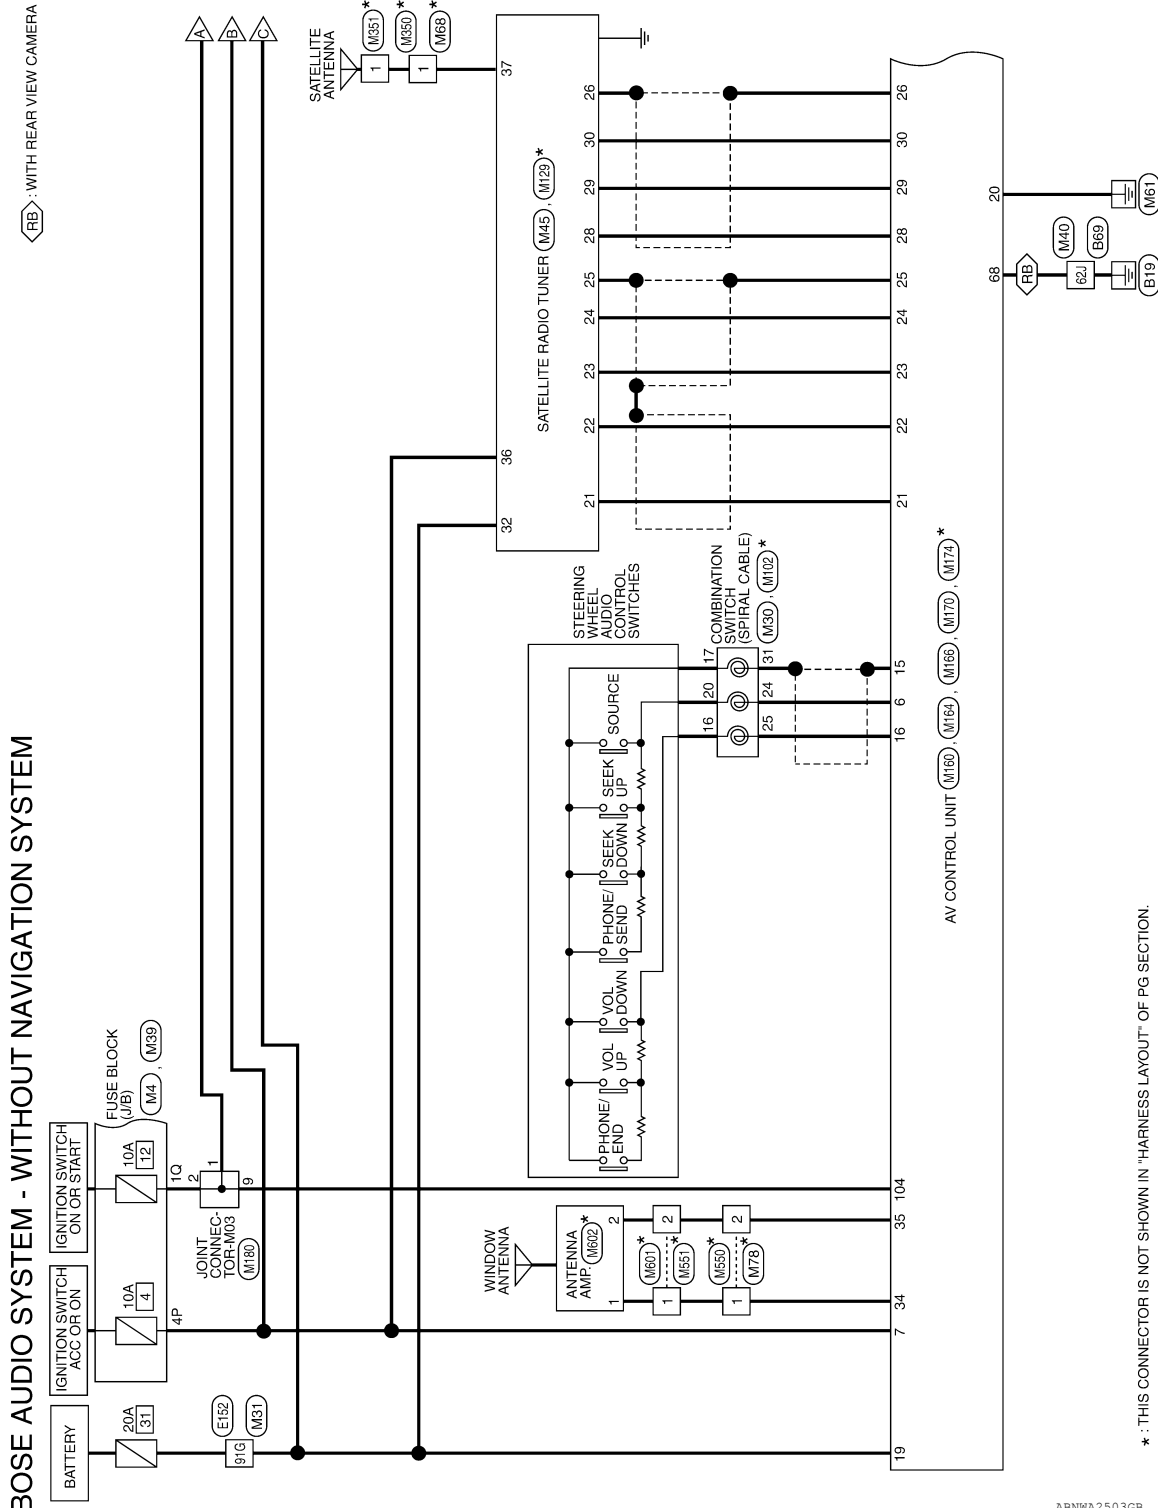 BOSE AUDIO SYSTEM - WITHOUT NAVIGATION SYSTEM
RB : WITH REAR VIEW CAMERA
BATTERY
IGNITION SWITCH
ACC OR ON
IGNITION SWITCH
ON OR START
20A
31
10A
4
10A
12
FUSE BLOCK
(J/B)
M4 , M39
4P
1Q
91G
E152
M31
JOINT
CONNEC-
TOR-M03
M180
2
1
9
A
B
C
SATELLITE
ANTENNA
1
1
M351 *
M350 *
M68 *
32
36
37
SATELLITE RADIO TUNER M45 , M129 *
21
22
23
24
25
28
29
30
26
WINDOW
ANTENNA
ANTENNA
AMP. M602 *
1
2
1
M601 *
M551 *
2
1
M550 *
M78 *
2
STEERING
WHEEL
AUDIO
CONTROL
SWITCHES
PHONE/
END
VOL
UP
VOL
DOWN
PHONE/
SEND
SEEK
DOWN
SEEK
UP
SOURCE
16
20
17
COMBINATION
SWITCH
(SPIRAL CABLE)
M30 , M102 *
25
24
31
19
7
34
35
104
16
6
15
21
22
23
24
25
28
29
30
26
AV CONTROL UNIT M160 , M164 , M166 , M170 , M174 *
68
20
RB
62J
M40
B69
B19
M61
* : THIS CONNECTOR IS NOT SHOWN IN "HARNESS LAYOUT" OF PG SECTION.
ABNWA2503GB